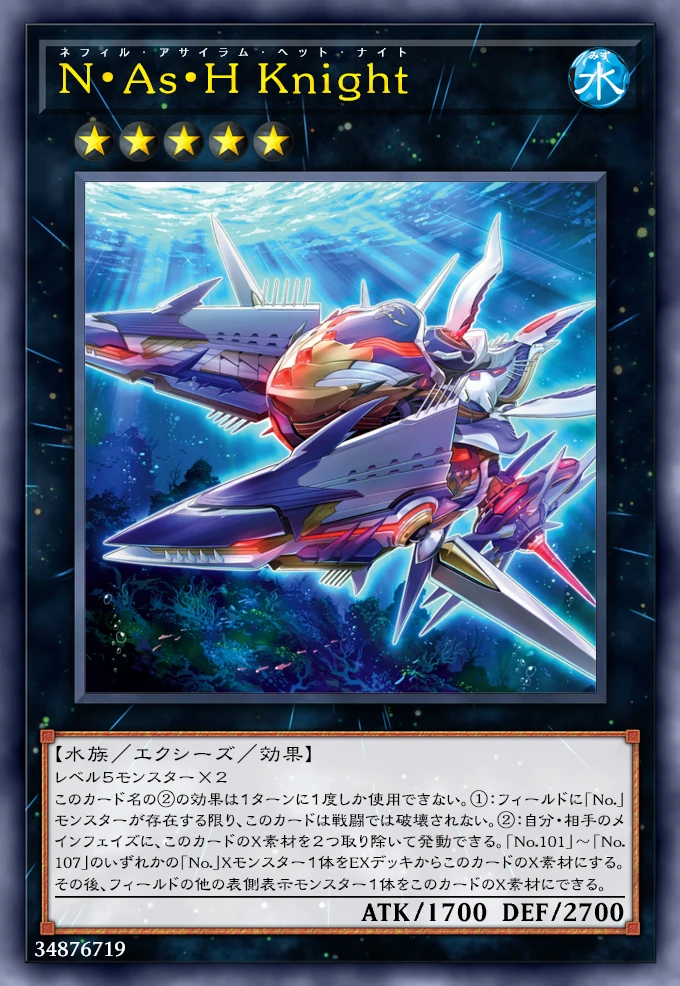 ネフィル・アサイラム・ヘット・ナイト
N・As・H Knight
みず
水
【水族／エクシーズ／効果】
レベル５モンスター×２
このカード名の②の効果は１ターンに１度しか使用できない。①：フィールドに「No.」
モンスターが存在する限り、このカードは戦闘では破壊されない。②：自分・相手のメ
インフェイズに、このカードのX素材を２つ取り除いて発動できる。「No.101」～「No.
107」のいずれかの「No.」Xモンスター１体をEXデッキからこのカードのX素材にする。
その後、フィールドの他の表側表示モンスター１体をこのカードのX素材にできる。
ATK/1700 DEF/2700
34876719